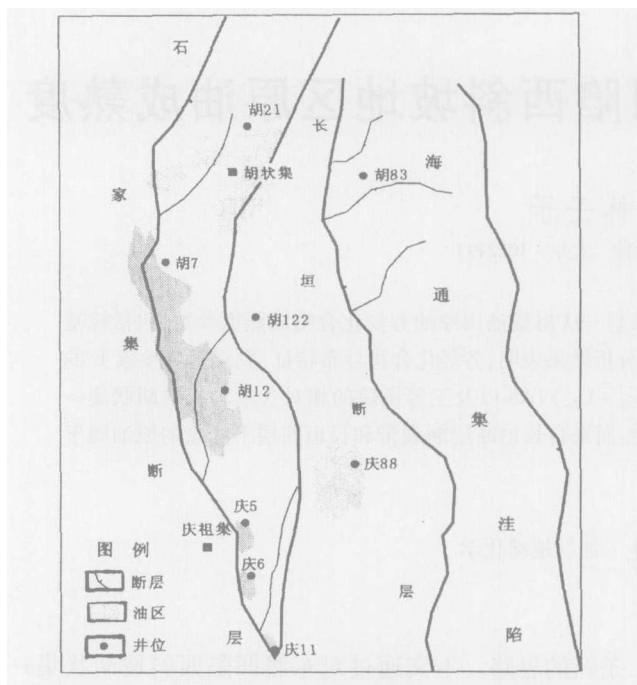 石
家
集
断
层
长
垣
断
层
海
通
集
洼
陷
胡21
胡状集
胡83
胡7
胡122
胡12
庆88
庆5
庆祖集
庆6
庆11
图 例
断层
油区
井位